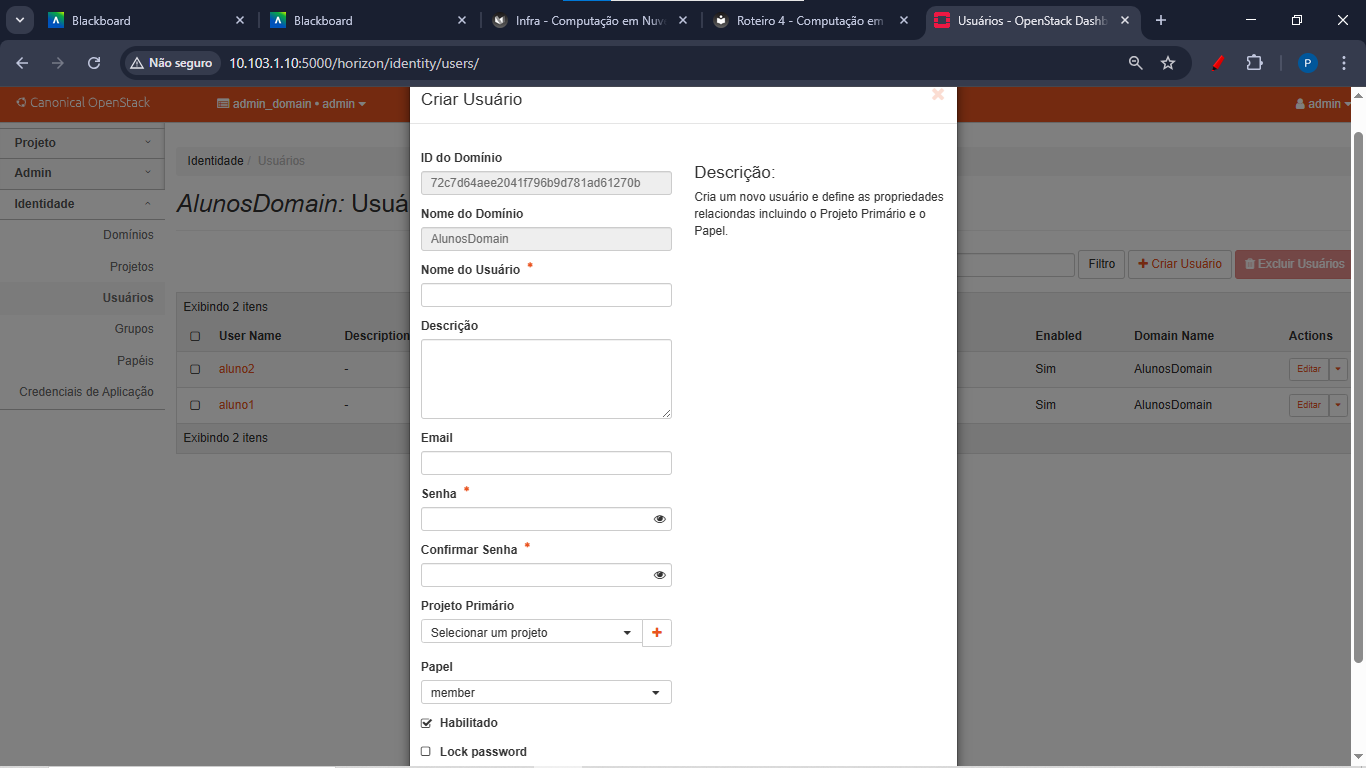 Blackboard
Blackboard
Infra - Computação em Nuve
Roteiro 4 - Computação em
Usuários - OpenStack Dashb
Não seguro
10.103.1.10:5000/horizon/identity/users/
P
Canonical OpenStack
admin_domain • admin
admin
Projeto
Admin
Identidade
Domínios
Projetos
Usuários
Grupos
Papéis
Credenciais de Aplicação
Identidade / Usuários
AlunosDomain: Usuá
Filtro
Criar Usuário
Excluir Usuários
Exibindo 2 itens
User Name Description Enabled Domain Name Actions
aluno2 - Sim AlunosDomain Editar
aluno1 - Sim AlunosDomain Editar
Exibindo 2 itens
Criar Usuário
ID do Domínio
72c7d64aee2041f796b9d781ad61270b
Nome do Domínio
AlunosDomain
Nome do Usuário *
Descrição
Email
Senha *
Confirmar Senha *
Projeto Primário
Selecionar um projeto
Papel
member
Habilitado
Lock password
Descrição:
Cria um novo usuário e define as propriedades
relaciondas incluindo o Projeto Primário e o
Papel.